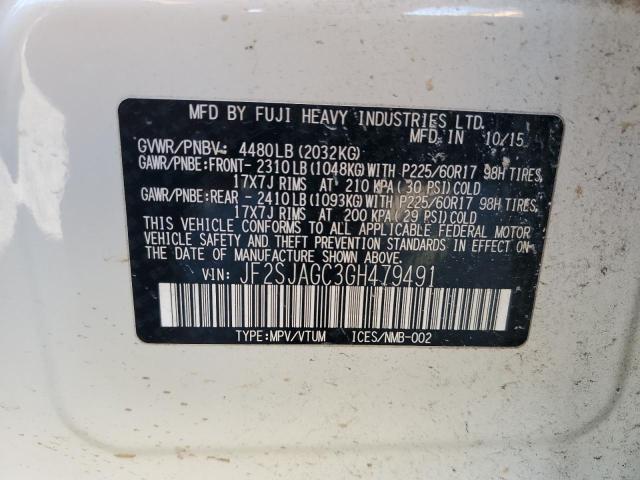 MFD BY FUJI HEAVY INDUSTRIES LTD.
MFD IN 10/15
GVWR/PNBV: 4480LB (2032KG)
GAWR/PNBE:FRONT- 2310LB (1048KG) WITH P225/60R17 98H TIRES,
17X7J RIMS AT 210 KPA (30 PSI) COLD
GAWR/PNBE:REAR - 2410LB (1093KG) WITH P225/60R17 98H TIRES,
17X7J RIMS AT 200 KPA (29 PSI) COLD
THIS VEHICLE CONFORMS TO ALL APPLICABLE FEDERAL MOTOR
VEHICLE SAFETY AND THEFT PREVENTION STANDARDS IN EFFECT ON
THE DATE OF MANUFACTURE SHOWN ABOVE.
VIN: JF2SJAGC3GH479491
TYPE:MPV/VTUM ICES/NMB-002